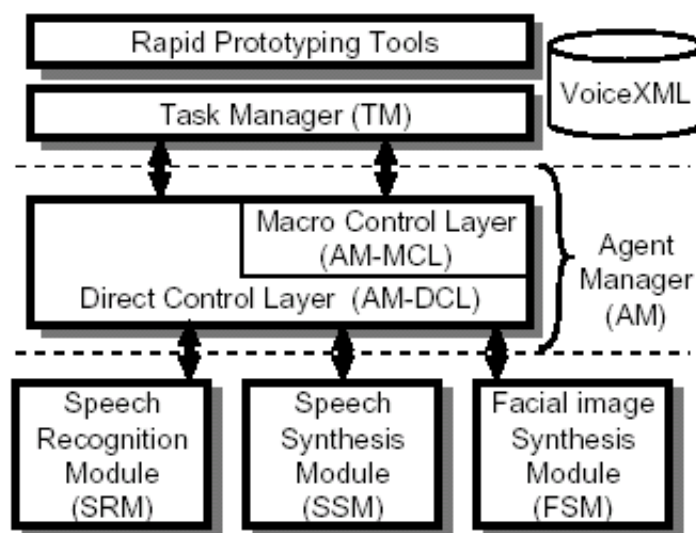 Rapid Prototyping Tools
VoiceXML
Task Manager (TM)
Macro Control Layer
(AM-MCL)
Direct Control Layer (AM-DCL)
Agent
Manager
(AM)
Speech
Recognition
Module
(SRM)
Speech
Synthesis
Module
(SSM)
Facial image
Synthesis
Module
(FSM)